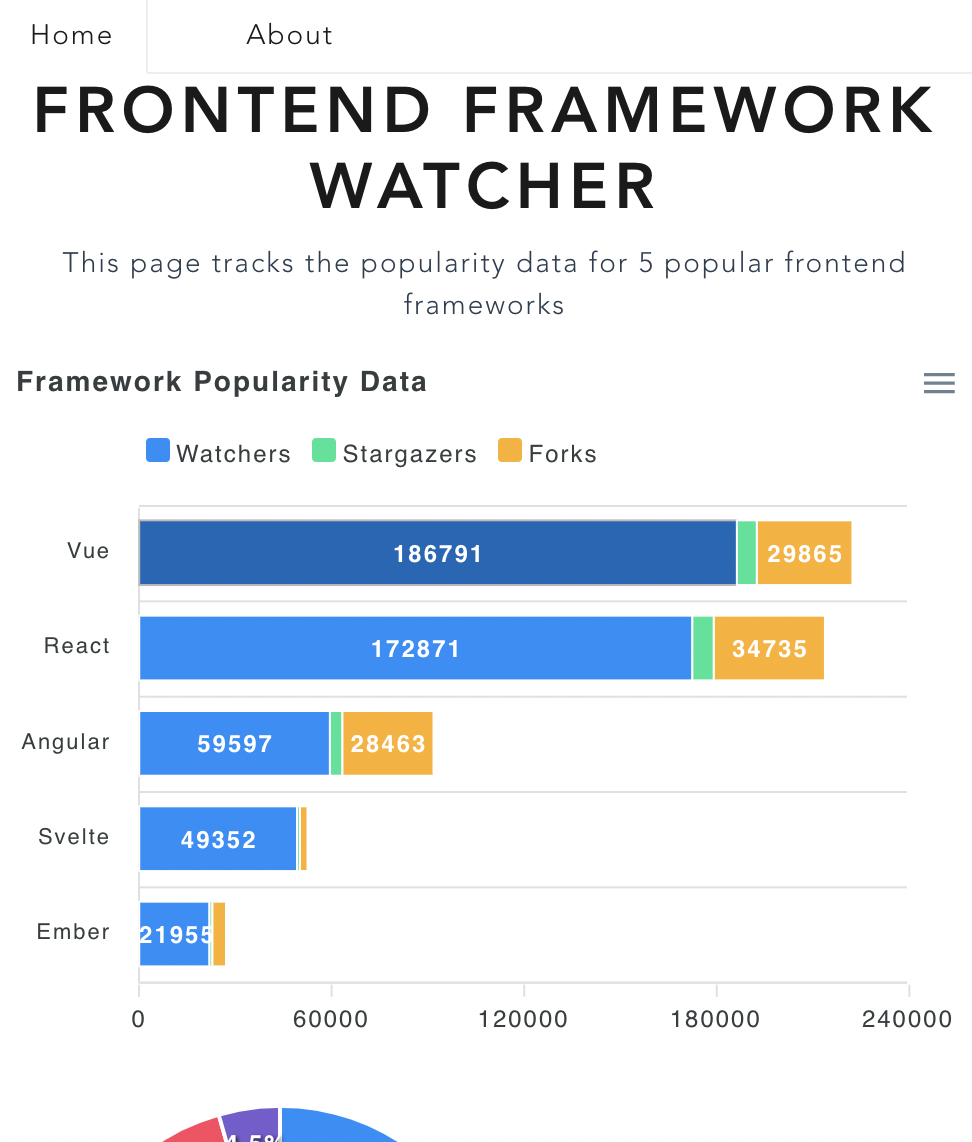 Home About
FRONTEND FRAMEWORK
WATCHER
This page tracks the popularity data for 5 popular frontend
frameworks
Framework Popularity Data
Watchers Stargazers Forks
Vue 186791 29865
React 172871 34735
Angular 59597 28463
Svelte 49352
Ember 21955
0 60000 120000 180000 240000
4.5%